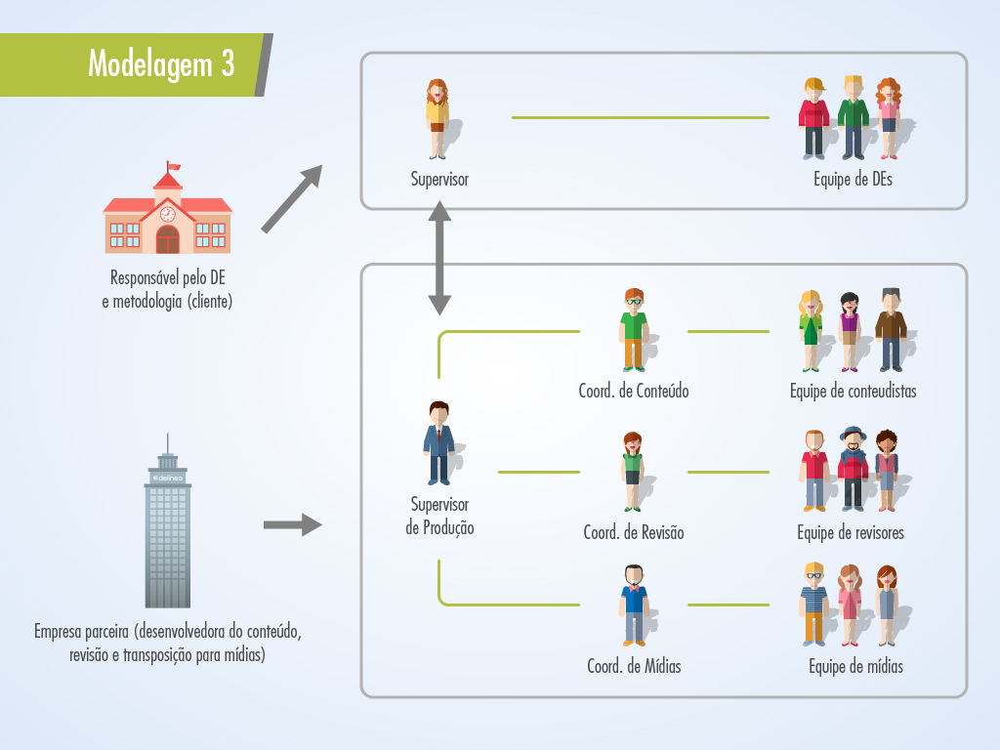 Modelagem 3
Supervisor
Equipe de DEs
Responsável pelo DE
e metodologia (cliente)
Coord. de Conteúdo
Equipe de conteudistas
delinea
Supervisor
de Produção
Coord. de Revisão
Equipe de revisores
Empresa parceira (desenvolvedora do conteúdo,
revisão e transposição para mídias)
Coord. de Mídias
Equipe de mídias